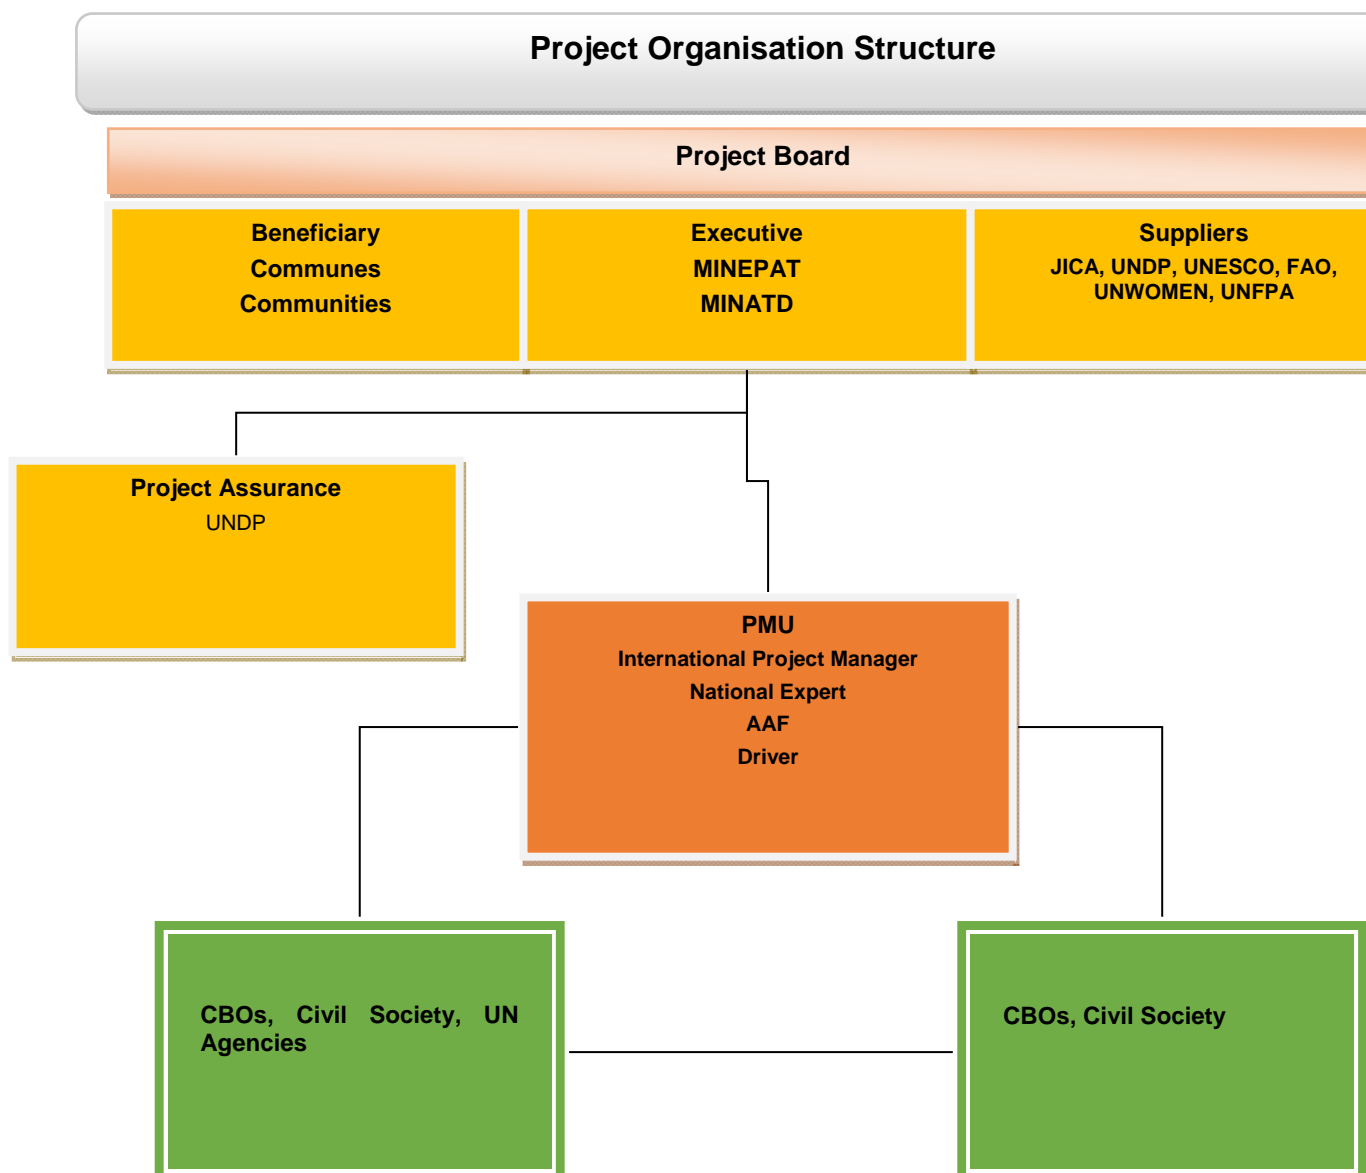 Project Organisation Structure
Project Board
Beneficiary
Communes
Communities
Executive
MINEPAT
MINATD
Suppliers
JICA, UNDP, UNESCO, FAO,
UNWOMEN, UNFPA
Project Assurance
UNDP
PMU
International Project Manager
National Expert
AAF
Driver
CBOs, Civil Society, UN
Agencies
CBOs, Civil Society